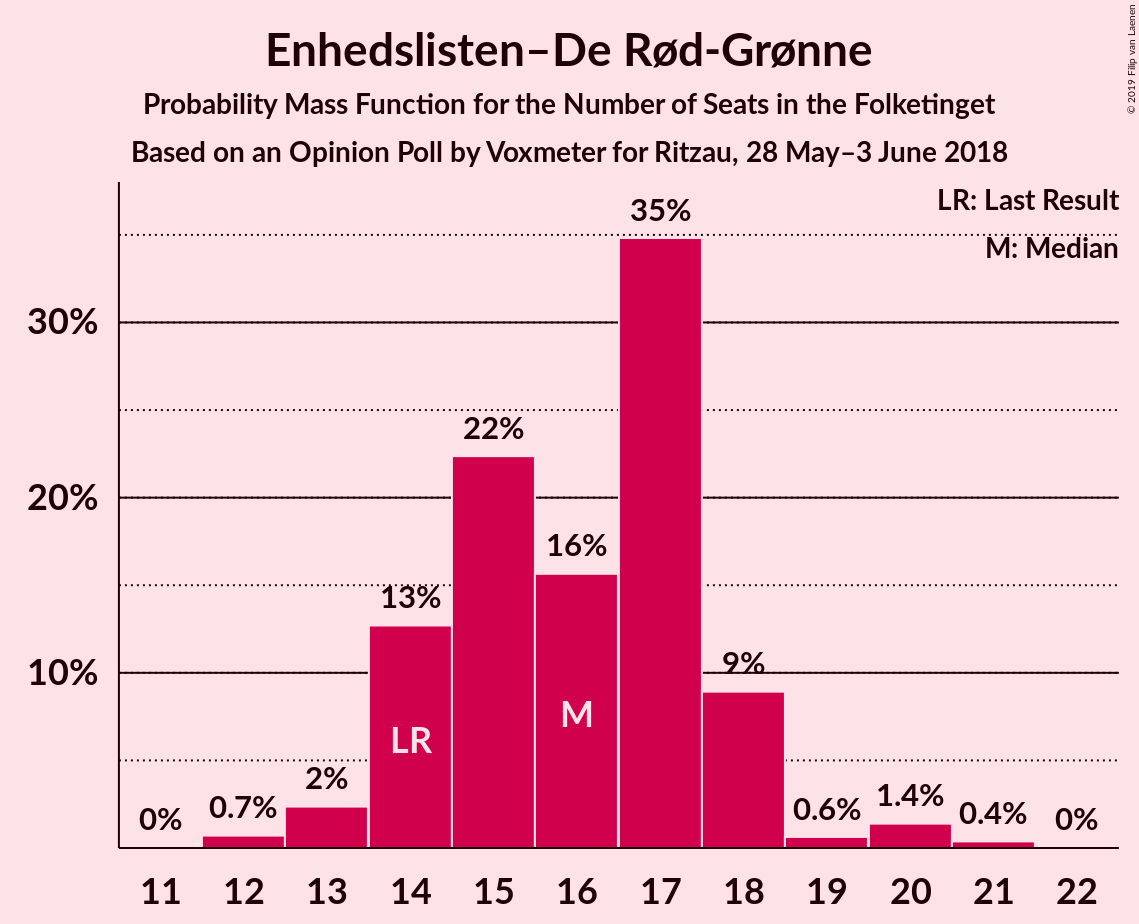 Enhedslisten–De Rød-Grønne
Probability Mass Function for the Number of Seats in the Folketinget
Based on an Opinion Poll by Voxmeter for Ritzau, 28 May–3 June 2018
© 2019 Filip van Laenen
LR: Last Result
M: Median
35%
30%
22%
20%
16%
13%
10%
9%
LR
M
2%
0%
0.7%
0.6%
1.4%
0.4%
0%
11 12 13 14 15 16 17 18 19 20 21 22